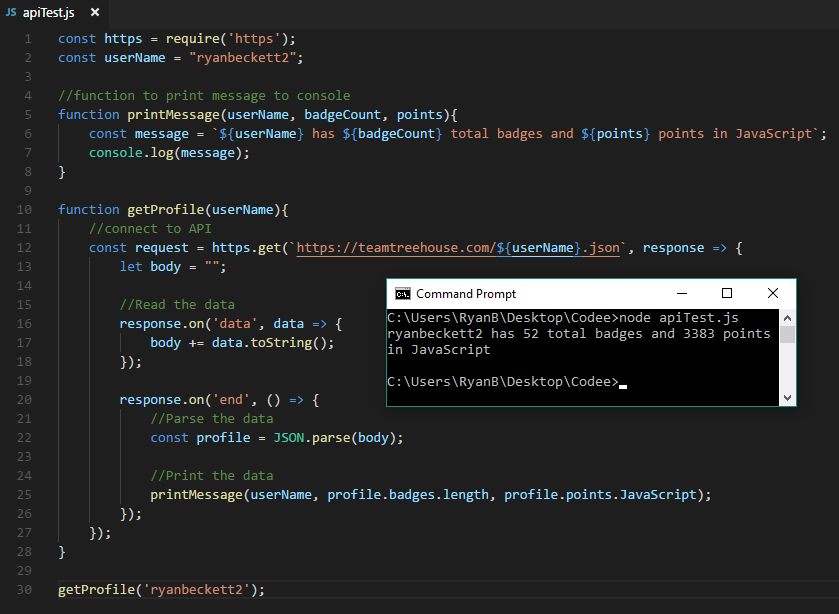 JS apiTest.js ×
1 const https = require('https');
2 const userName = "ryanbeckett2";
3
4 //function to print message to console
5 function printMessage(userName, badgeCount, points){
6 const message = `${userName} has ${badgeCount} total badges and ${points} points in JavaScript`;
7 console.log(message);
8 }
9
10 function getProfile(userName){
11 //connect to API
12 const request = https.get(`https://teamtreehouse.com/${userName}.json`, response => {
13 let body = "";
14
15 //Read the data
16 response.on('data', data => {
17 body += data.toString();
18 });
19
20 response.on('end', () => {
21 //Parse the data
22 const profile = JSON.parse(body);
23
24 //Print the data
25 printMessage(userName, profile.badges.length, profile.points.JavaScript);
26 });
27 });
28 }
29
30 getProfile('ryanbeckett2');
C:\. Command Prompt
C:\Users\RyanB\Desktop\Codee>node apiTest.js
ryanbeckett2 has 52 total badges and 3383 points
in JavaScript
C:\Users\RyanB\Desktop\Codee>